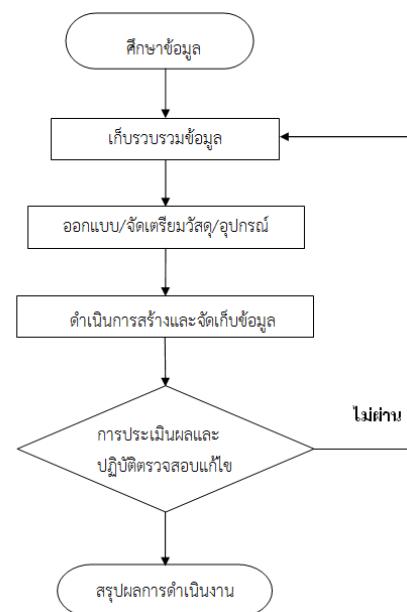 ศึกษาข้อมูล
เก็บรวบรวมข้อมูล
ออกแบบ/จัดเตรียมวัสดุ/อุปกรณ์
ดำเนินการสร้างและจัดเก็บข้อมูล
การประเมินผลและ
ปฏิบัติตรวจสอบแก้ไข
ไม่ผ่าน
สรุปผลการดำเนินงาน